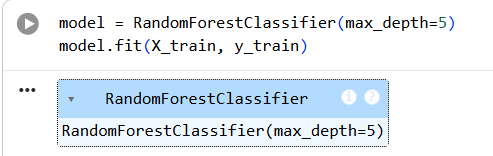 model = RandomForestClassifier(max_depth=5)
model.fit(X_train, y_train)
RandomForestClassifier i ?
RandomForestClassifier(max_depth=5)